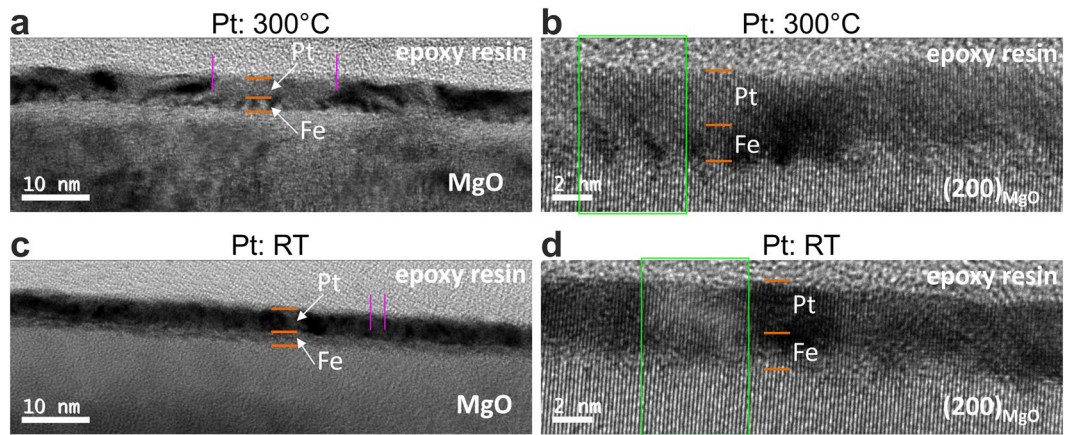 a
Pt: 300°C
epoxy resin
Pt
Fe
10 nm
MgO
b
Pt: 300°C
epoxy resin
Pt
Fe
2 nm
(200)MgO
c
Pt: RT
epoxy resin
Pt
Fe
10 nm
MgO
d
Pt: RT
epoxy resin
Pt
Fe
2 nm
(200)MgO